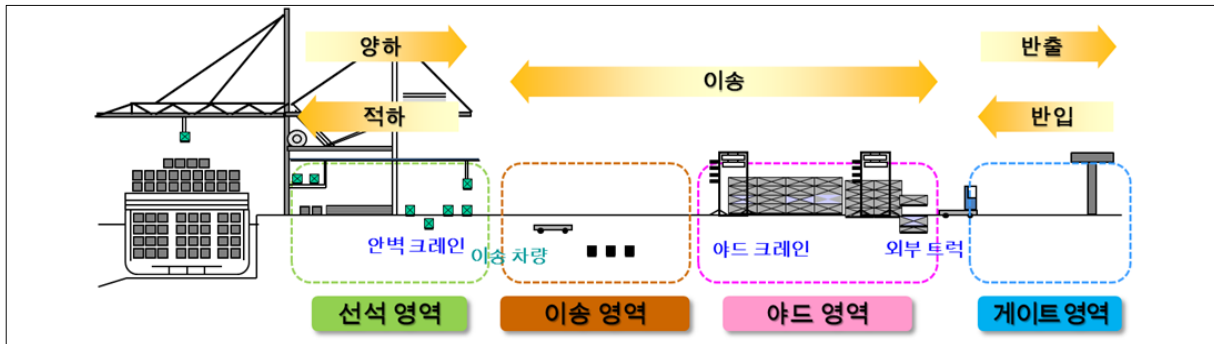 양하
반출
이송
적하
반입
안벽 크레인
이송 차량
야드 크레인
외부 트럭
선석 영역
이송 영역
야드 영역
게이트 영역